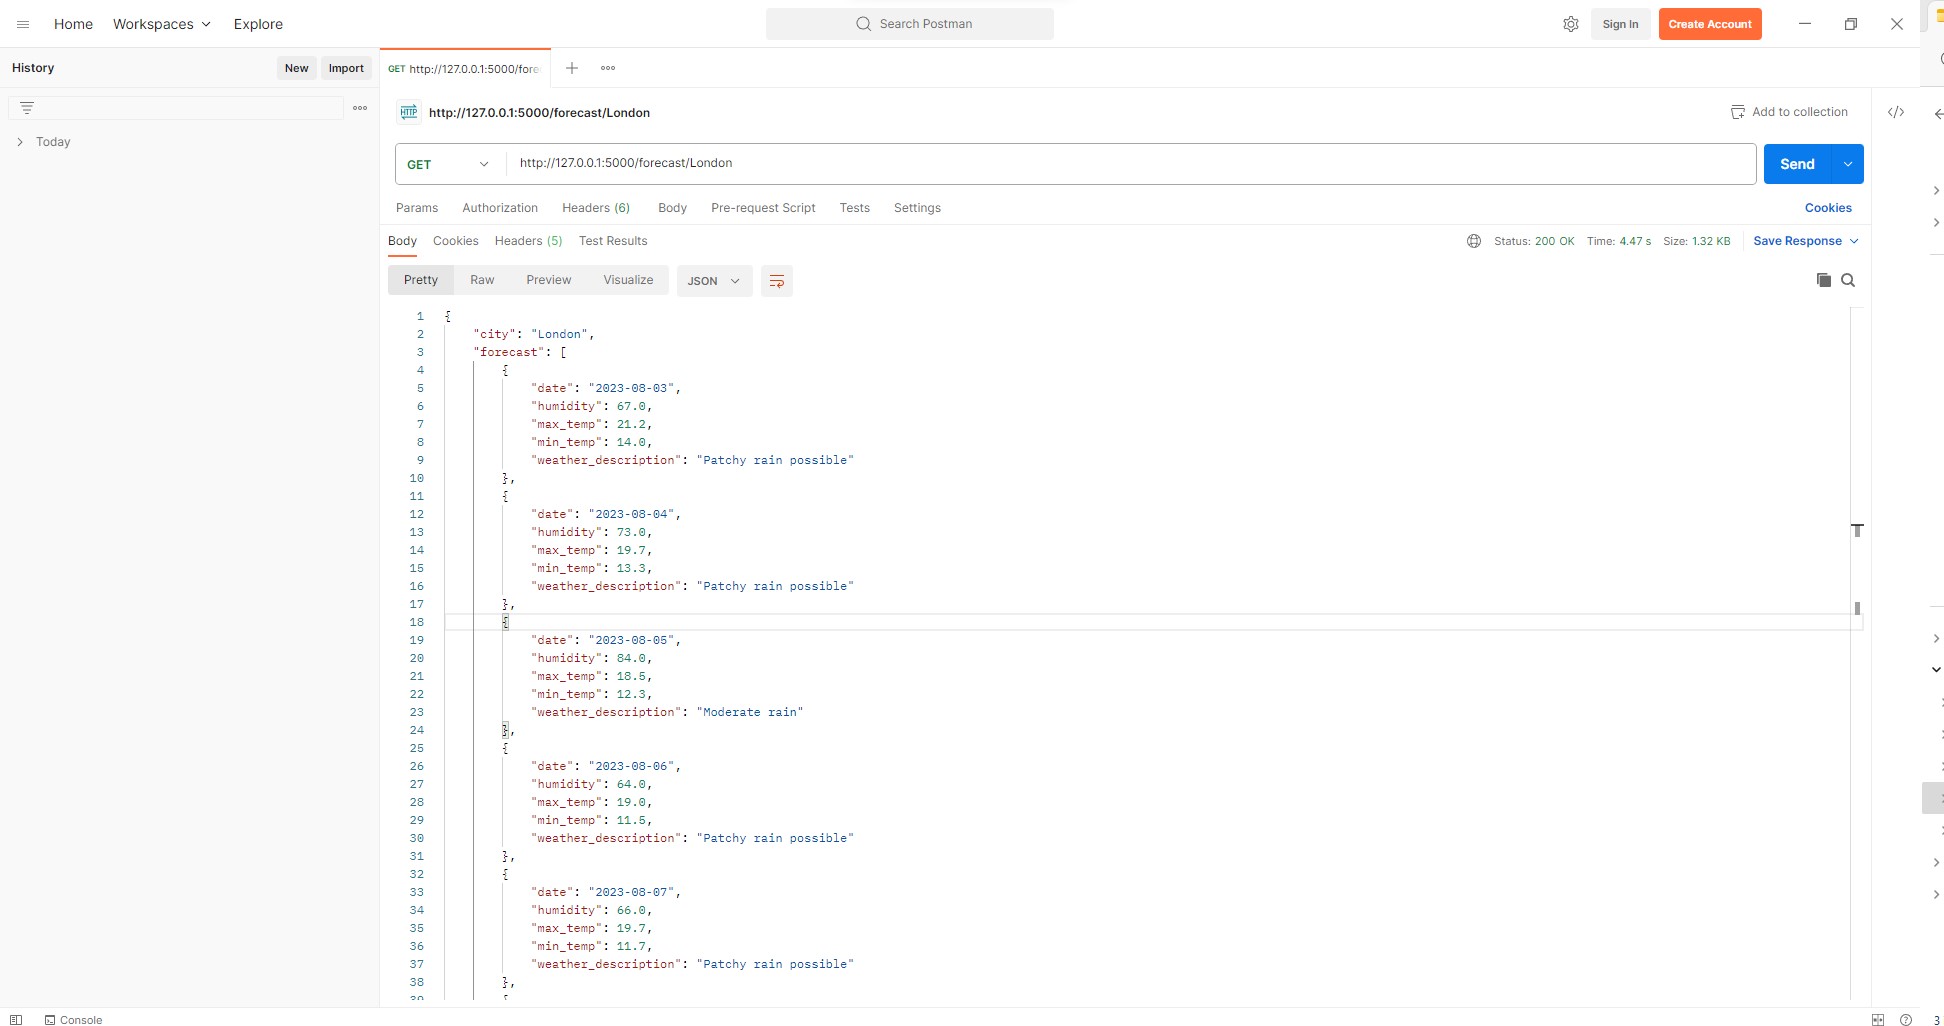 Home Workspaces Explore Search Postman Sign In Create Account
History New Import GET http://127.0.0.1:5000/fore
http://127.0.0.1:5000/forecast/London Add to collection </>
Today
GET http://127.0.0.1:5000/forecast/London Send
Params Authorization Headers (6) Body Pre-request Script Tests Settings Cookies
Body Cookies Headers (5) Test Results Status: 200 OK Time: 4.47 s Size: 1.32 KB Save Response
Pretty Raw Preview Visualize JSON
1 {
2 "city": "London",
3 "forecast": [
4 {
5 "date": "2023-08-03",
6 "humidity": 67.0,
7 "max_temp": 21.2,
8 "min_temp": 14.0,
9 "weather_description": "Patchy rain possible"
10 },
11 {
12 "date": "2023-08-04",
13 "humidity": 73.0,
14 "max_temp": 19.7,
15 "min_temp": 13.3,
16 "weather_description": "Patchy rain possible"
17 },
18 {
19 "date": "2023-08-05",
20 "humidity": 84.0,
21 "max_temp": 18.5,
22 "min_temp": 12.3,
23 "weather_description": "Moderate rain"
24 },
25 {
26 "date": "2023-08-06",
27 "humidity": 64.0,
28 "max_temp": 19.0,
29 "min_temp": 11.5,
30 "weather_description": "Patchy rain possible"
31 },
32 {
33 "date": "2023-08-07",
34 "humidity": 66.0,
35 "max_temp": 19.7,
36 "min_temp": 11.7,
37 "weather_description": "Patchy rain possible"
38 },
Console 3